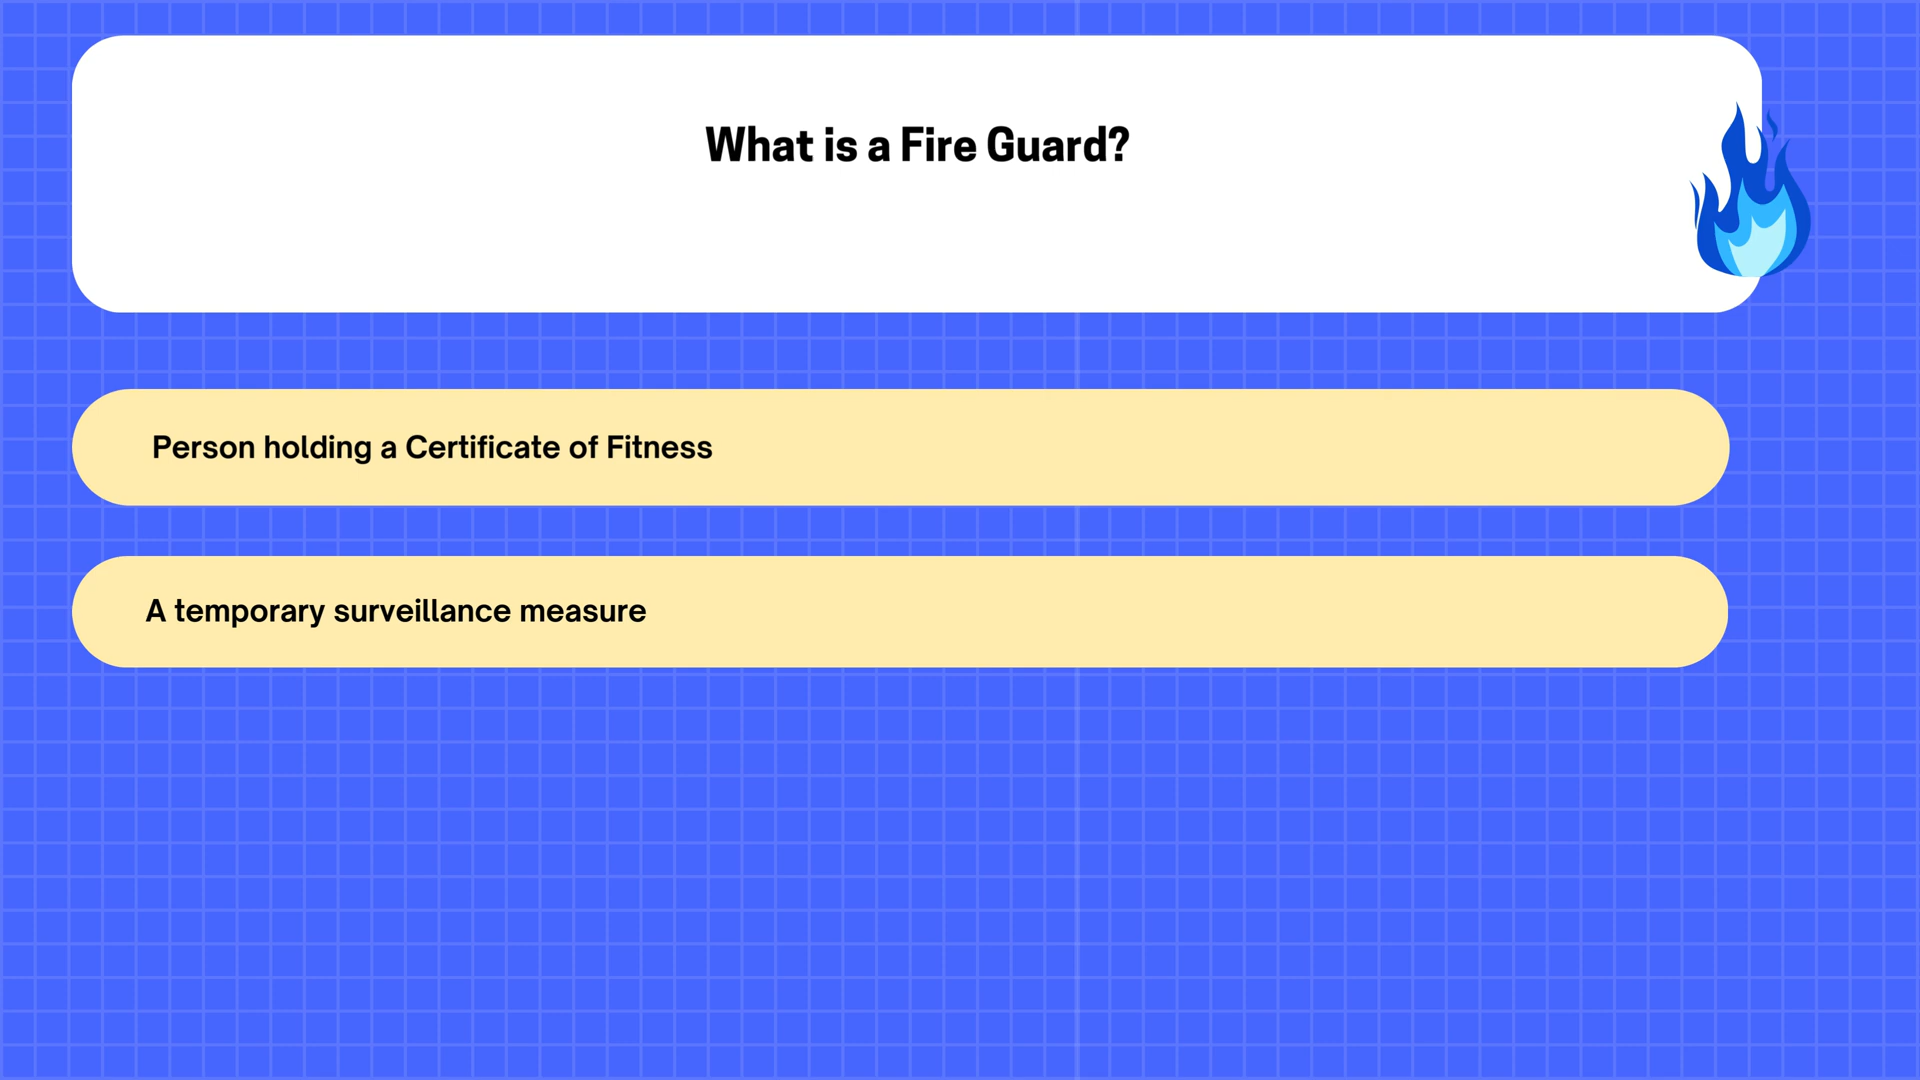 What is a Fire Guard?
Person holding a Certificate of Fitness
A temporary surveillance measure